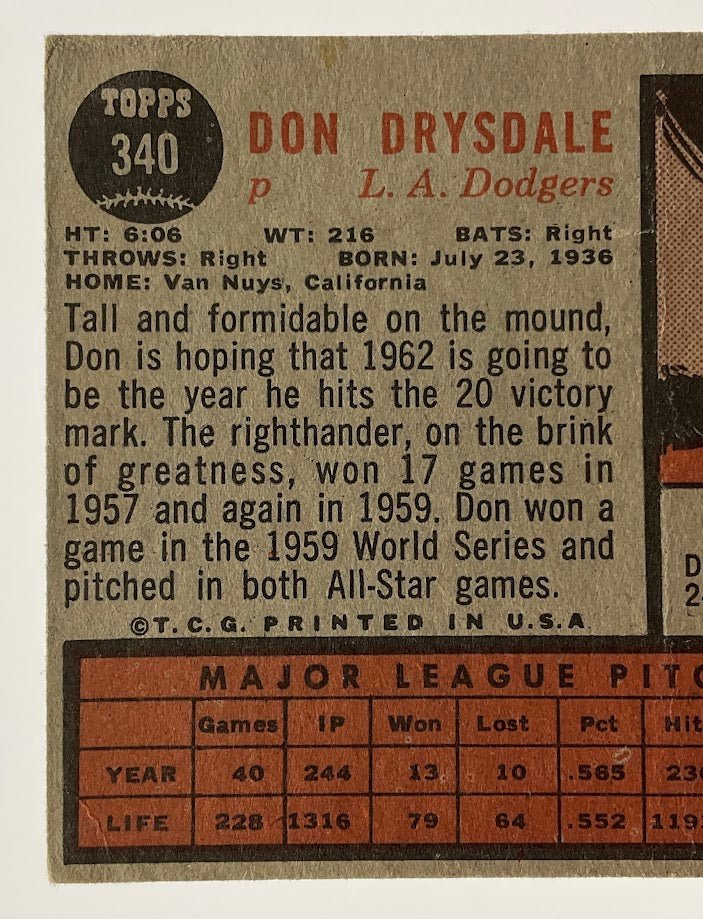 TOPPS
340
DON DRYSDALE
p L. A. Dodgers
HT: 6:06 WT: 216 BATS: Right
THROWS: Right BORN: July 23, 1936
HOME: Van Nuys, California
Tall and formidable on the mound,
Don is hoping that 1962 is going to
be the year he hits the 20 victory
mark. The righthander, on the brink
of greatness, won 17 games in
1957 and again in 1959. Don won a
game in the 1959 World Series and
pitched in both All-Star games.
©T. C. G. PRINTED IN U.S.A.
MAJOR LEAGUE
Games IP Won Lost Pct
YEAR 40 244 13 10 .565
LIFE 228 1316 79 64 .552